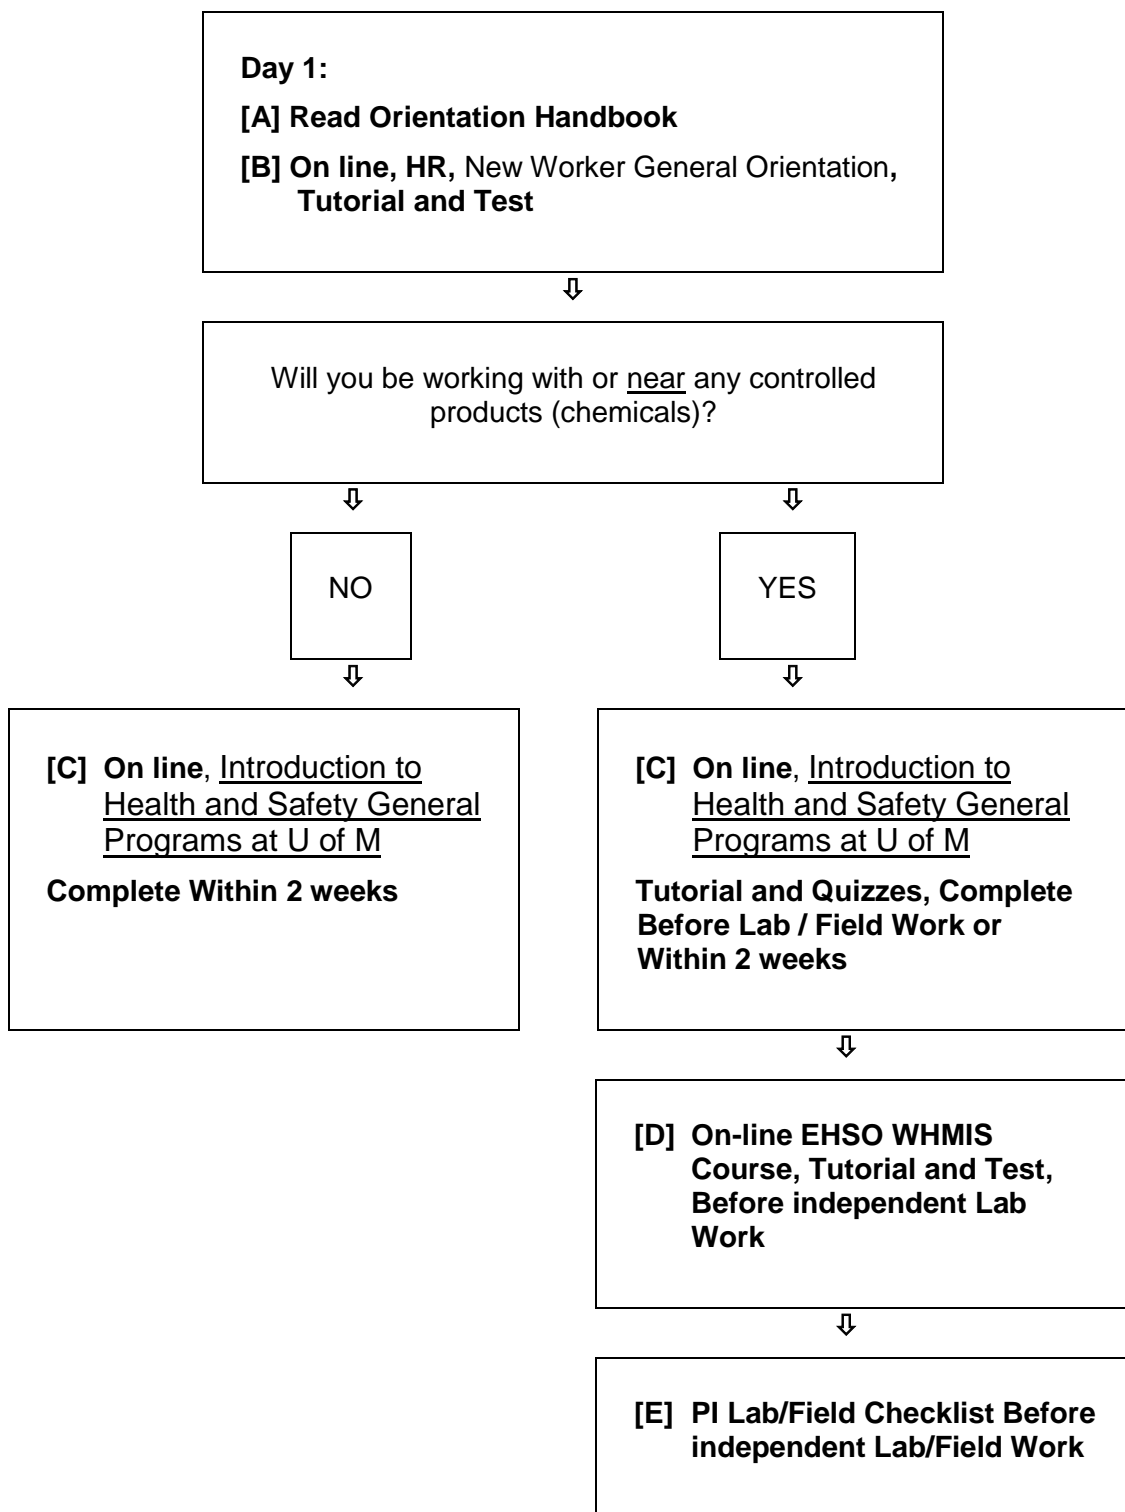 Day 1:
[A] Read Orientation Handbook
[B] On line, HR, New Worker General Orientation,
Tutorial and Test
Will you be working with or near any controlled
products (chemicals)?
NO
YES
[C] On line, Introduction to
Health and Safety General
Programs at U of M
Complete Within 2 weeks
[C] On line, Introduction to
Health and Safety General
Programs at U of M
Tutorial and Quizzes, Complete
Before Lab / Field Work or
Within 2 weeks
[D] On-line EHSO WHMIS
Course, Tutorial and Test,
Before independent Lab
Work
[E] PI Lab/Field Checklist Before
independent Lab/Field Work